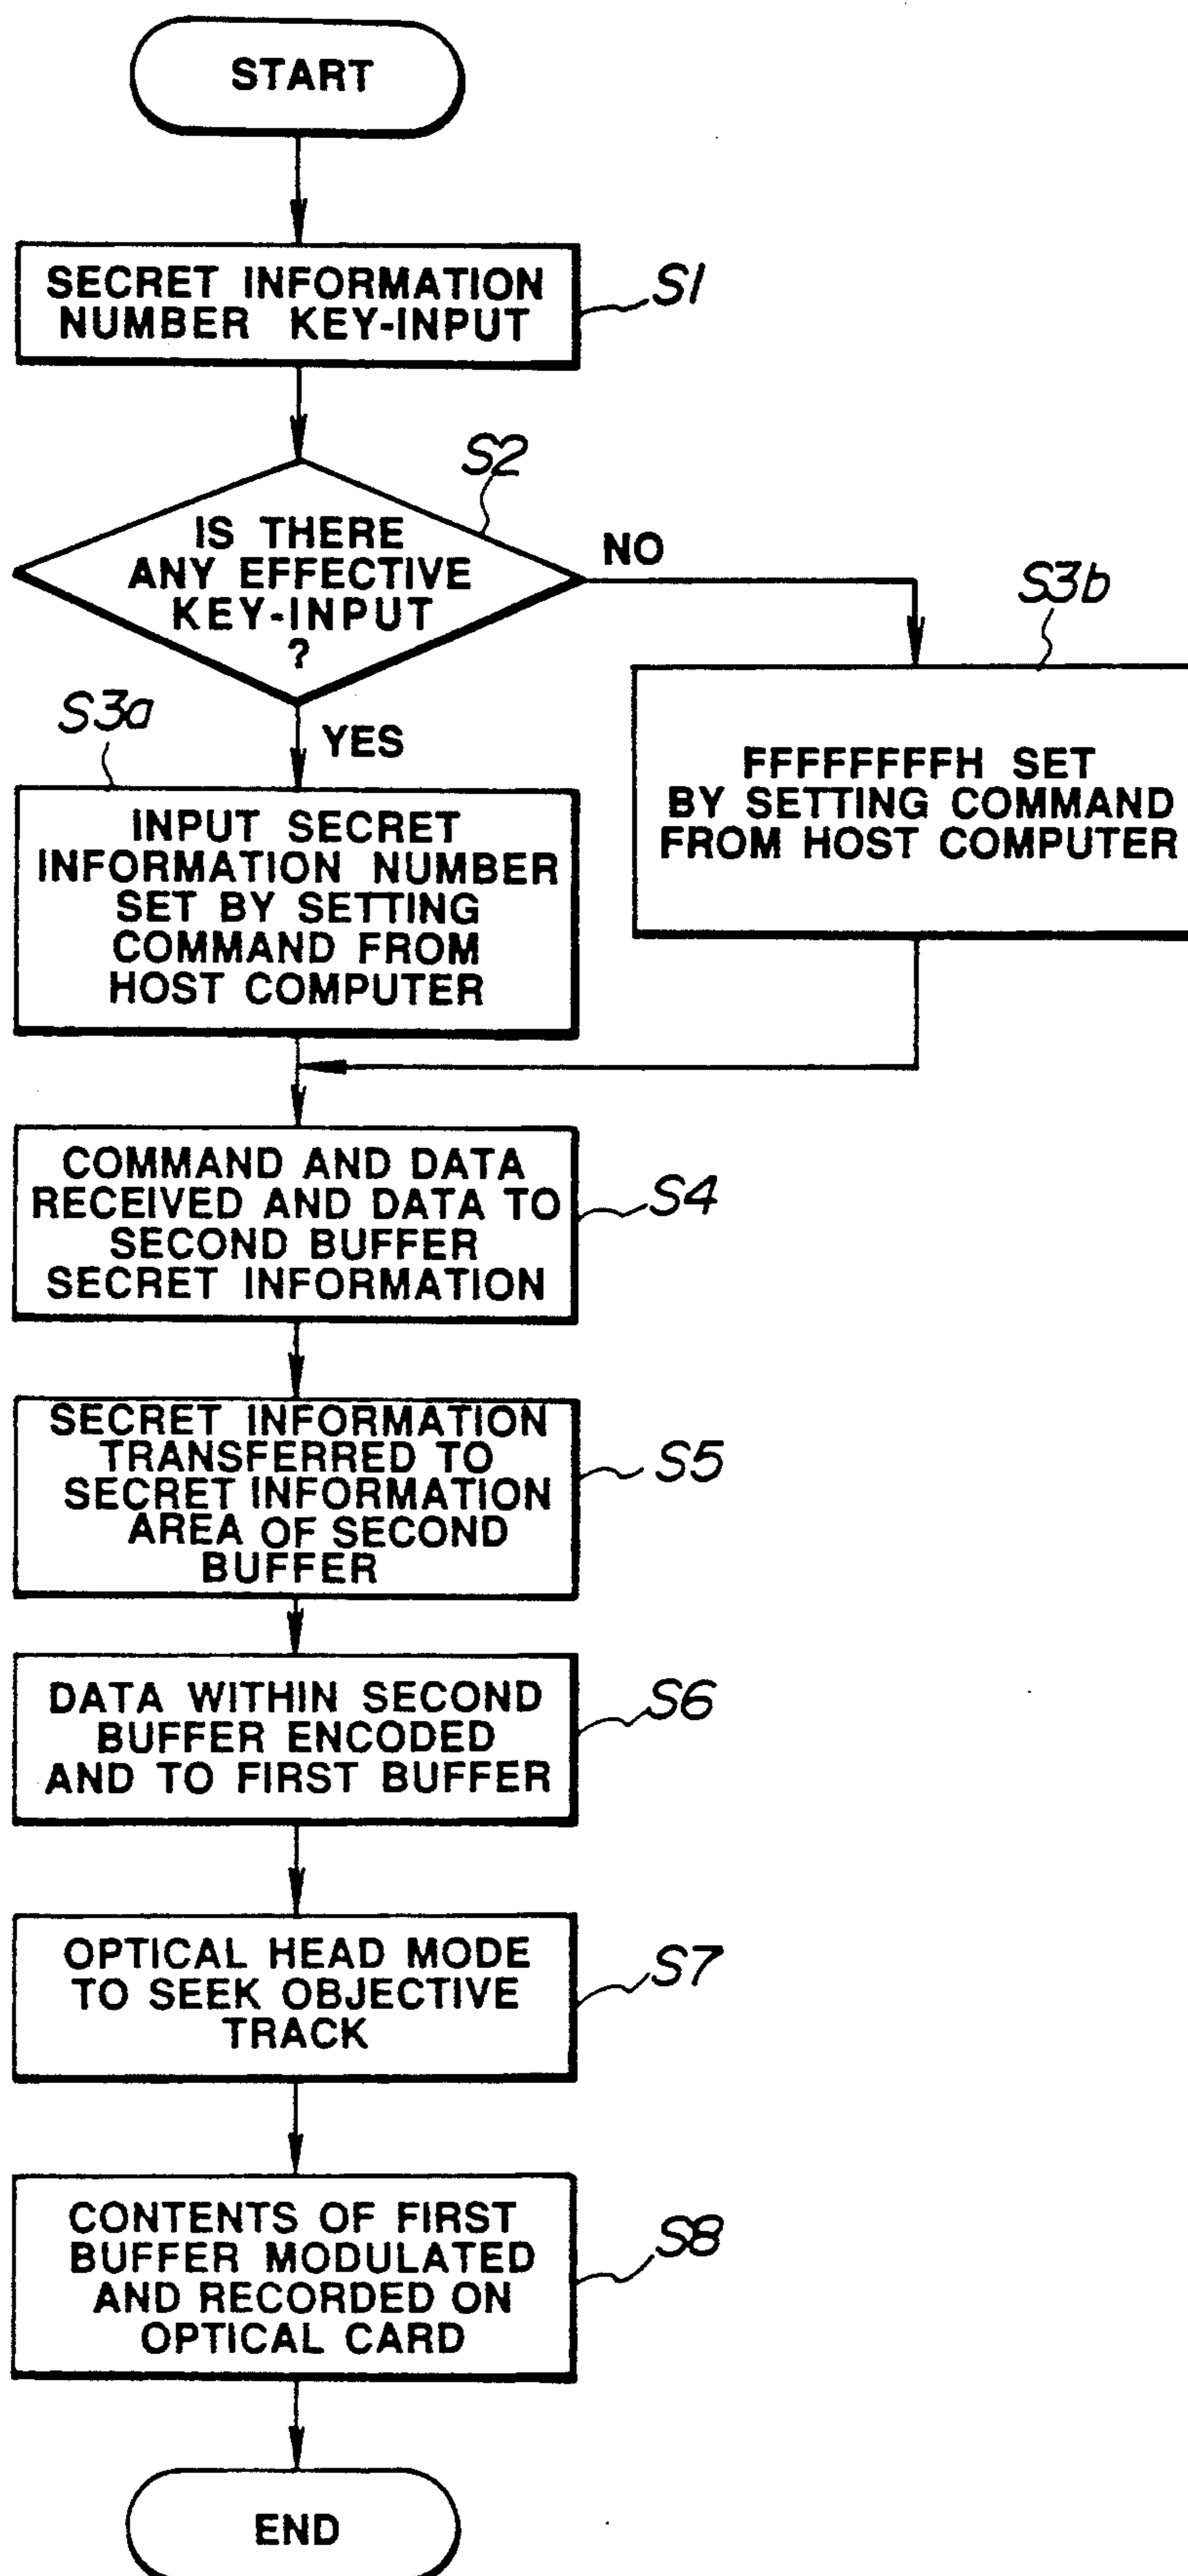 START
SECRET INFORMATION
NUMBER KEY-INPUT
S1
S2
IS THERE
ANY EFFECTIVE
KEY-INPUT
?
NO
S3b
FFFFFFFFH SET
BY SETTING COMMAND
FROM HOST COMPUTER
S3a
YES
INPUT SECRET
INFORMATION NUMBER
SET BY SETTING
COMMAND FROM
HOST COMPUTER
COMMAND AND DATA
RECEIVED AND DATA TO
SECOND BUFFER
SECRET INFORMATION
S4
SECRET INFORMATION
TRANSFERRED TO
SECRET INFORMATION
AREA OF SECOND
BUFFER
S5
DATA WITHIN SECOND
BUFFER ENCODED
AND TO FIRST BUFFER
S6
OPTICAL HEAD MODE
TO SEEK OBJECTIVE
TRACK
S7
CONTENTS OF FIRST
BUFFER MODULATED
AND RECORDED ON
OPTICAL CARD
S8
END